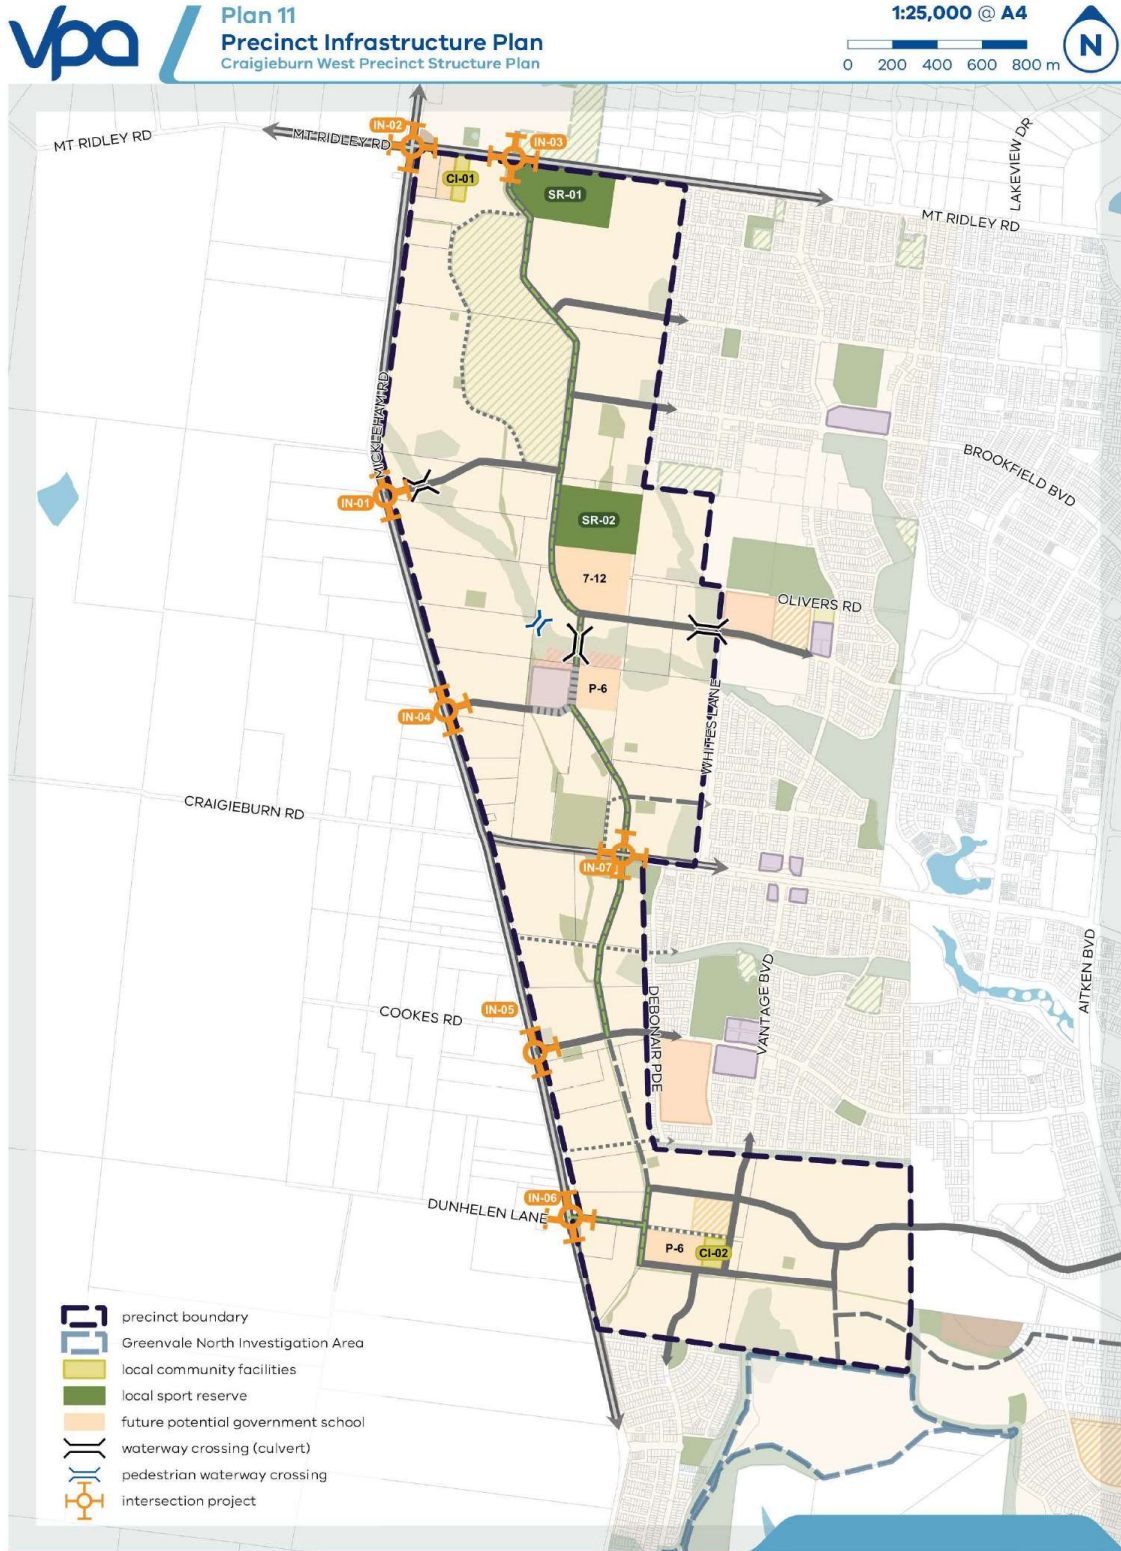 vpa
Plan 11
Precinct Infrastructure Plan
Craigieburn West Precinct Structure Plan
1:25,000 @ A4
0 200 400 600 800 m
N
MT RIDLEY RD
IN-02
MT RIDLEY RD
IN-03
CI-01
SR-01
LAKEVIEW DR
MT RIDLEY RD
MICKLEHAM RD
BROOKFIELD BVD
IN-01
SR-02
7-12
OLIVERS RD
P-6
WHITES LANE
IN-04
CRAIGIEBURN RD
IN-07
AITKEN BVD
VANTAGE BVD
DEBONAIR PDE
IN-05
COOKES RD
IN-06
DUNHELEN LANE
P-6
CI-02
precinct boundary
Greenvale North Investigation Area
local community facilities
local sport reserve
future potential government school
waterway crossing (culvert)
pedestrian waterway crossing
intersection project